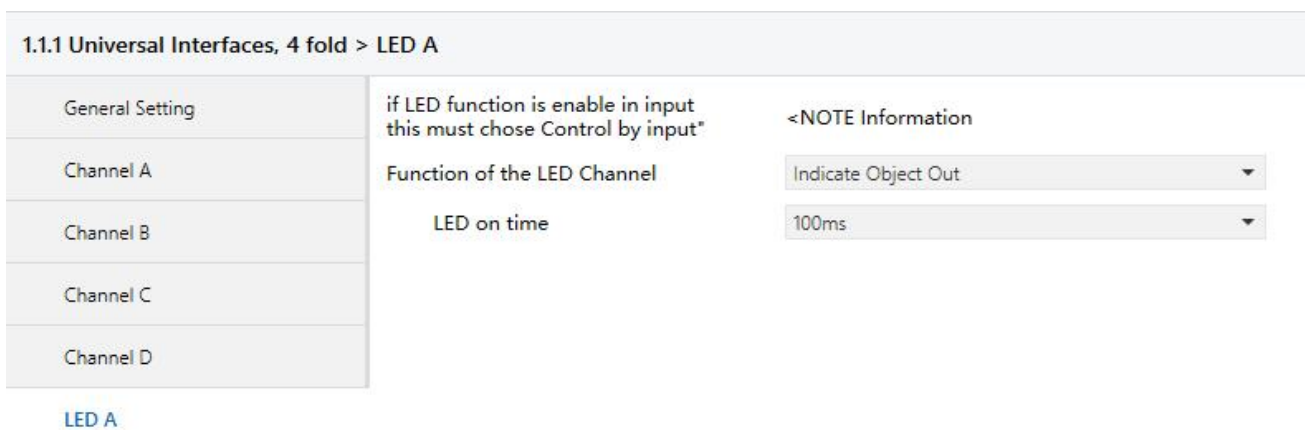 1.1.1 Universal Interfaces, 4 fold > LED A
General Setting
Channel A
Channel B
Channel C
Channel D
LED A
if LED function is enable in input
this must chose Control by input"
<NOTE Information
Function of the LED Channel
Indicate Object Out
LED on time
100ms